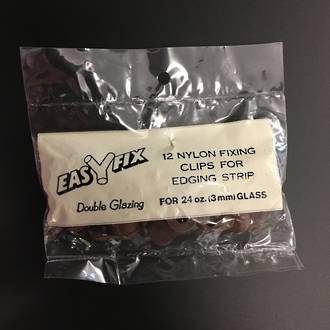 EASYFIX
Double Glazing
12 NYLON FIXING
CLIPS FOR
EDGING STRIP
FOR 24 oz. (3mm) GLASS